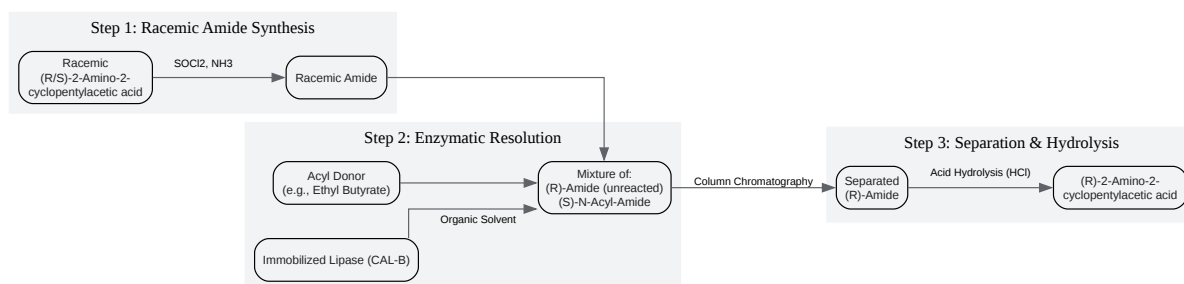 Step 1: Racemic Amide Synthesis
Racemic
(R/S)-2-Amino-2-
cyclopentylacetic acid
SOCl2, NH3
Racemic Amide
Step 2: Enzymatic Resolution
Acyl Donor
(e.g., Ethyl Butyrate)
Organic Solvent
Immobilized Lipase (CAL-B)
Mixture of:
(R)-Amide (unreacted)
(S)-N-Acyl-Amide
Column Chromatography
Step 3: Separation & Hydrolysis
Separated
(R)-Amide
Acid Hydrolysis (HCl)
(R)-2-Amino-2-
cyclopentylacetic acid